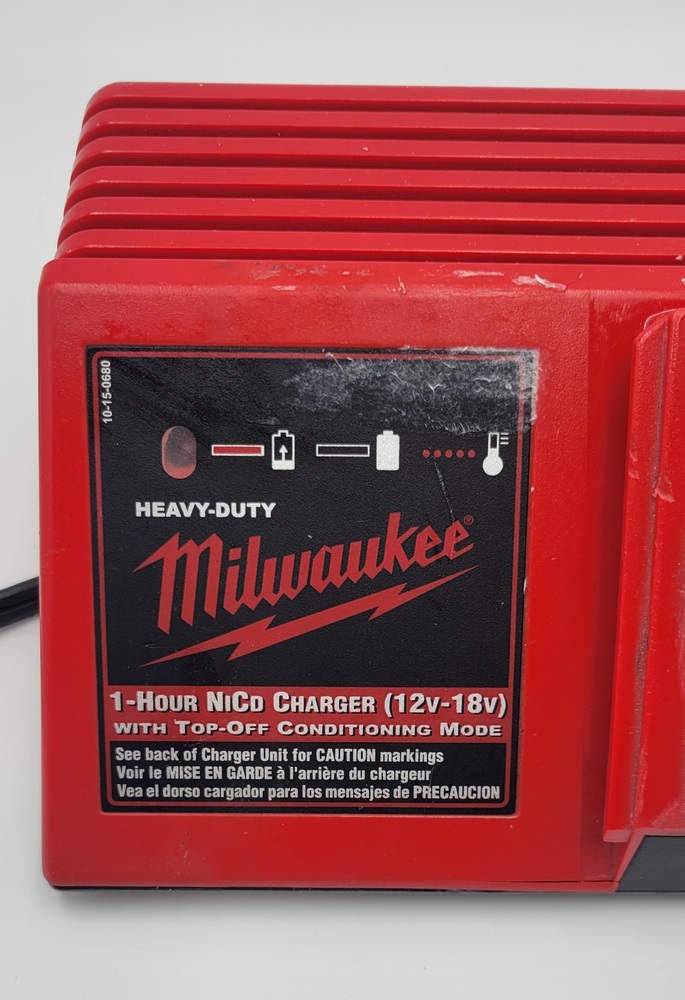 10-15-0680
HEAVY-DUTY
Milwaukee®
1-HOUR NICD CHARGER (12V-18V)
WITH TOP-OFF CONDITIONING MODE
See back of Charger Unit for CAUTION markings
Voir le MISE EN GARDE à l'arrière du chargeur
Vea el dorso cargador para los mensajes de PRECAUCION